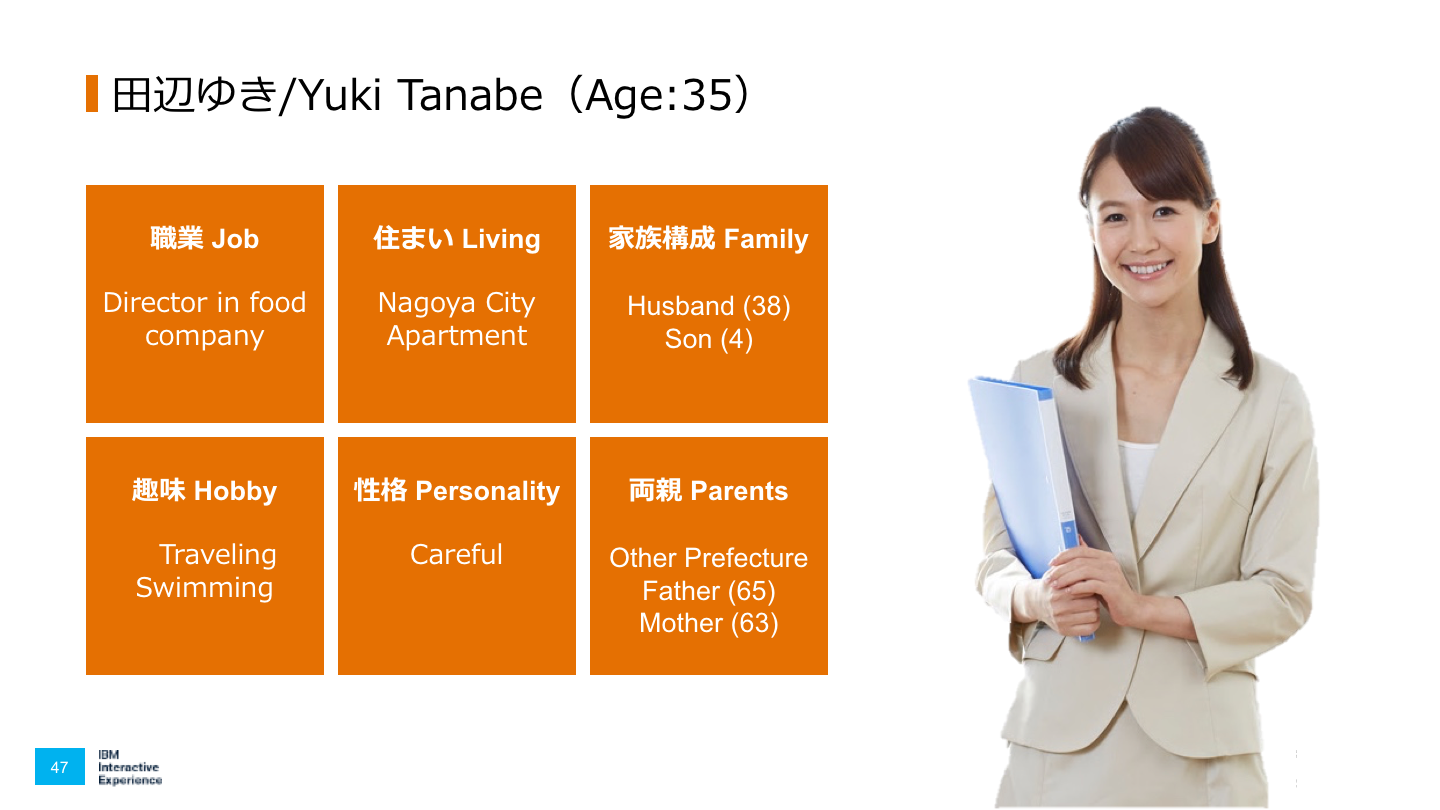 田辺ゆき/Yuki Tanabe（Age:35）
職業 Job
Director in food
company
住まい Living
Nagoya City
Apartment
家族構成 Family
Husband (38)
Son (4)
趣味 Hobby
Traveling
Swimming
性格 Personality
Careful
両親 Parents
Other Prefecture
Father (65)
Mother (63)
47
IBM
Interactive
Experience